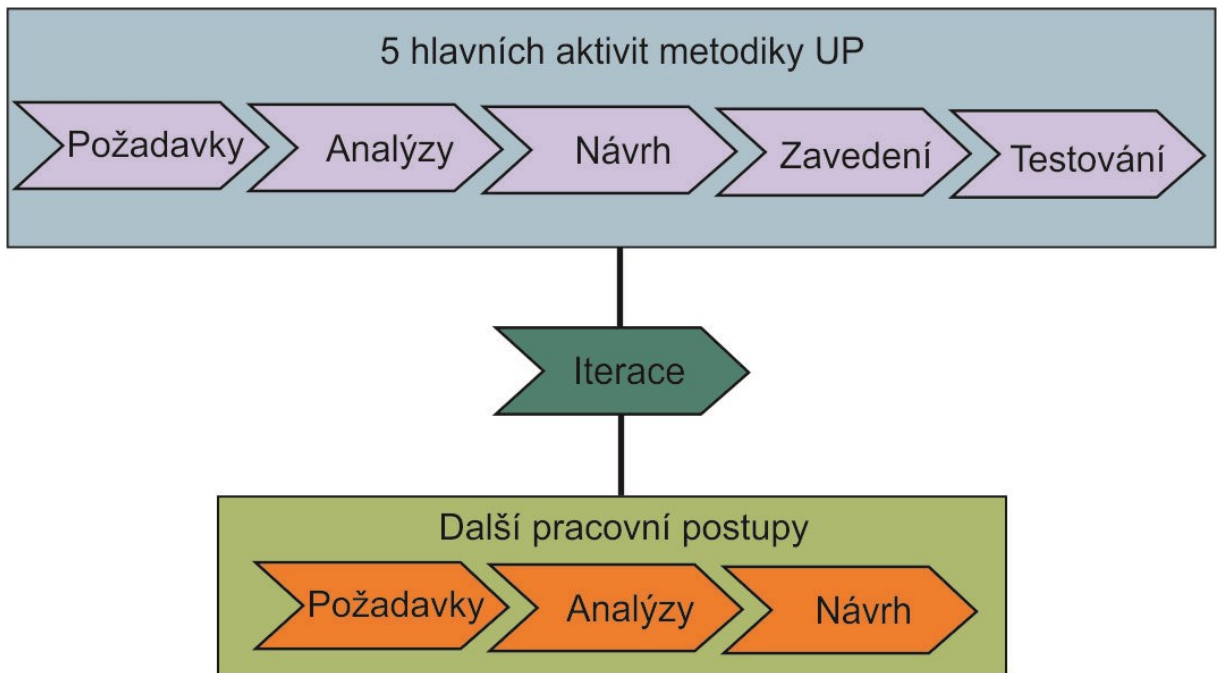 5 hlavních aktivit metodiky UP
Požadavky
Analýzy
Návrh
Zavedení
Testování
Iterace
Další pracovní postupy
Požadavky
Analýzy
Návrh